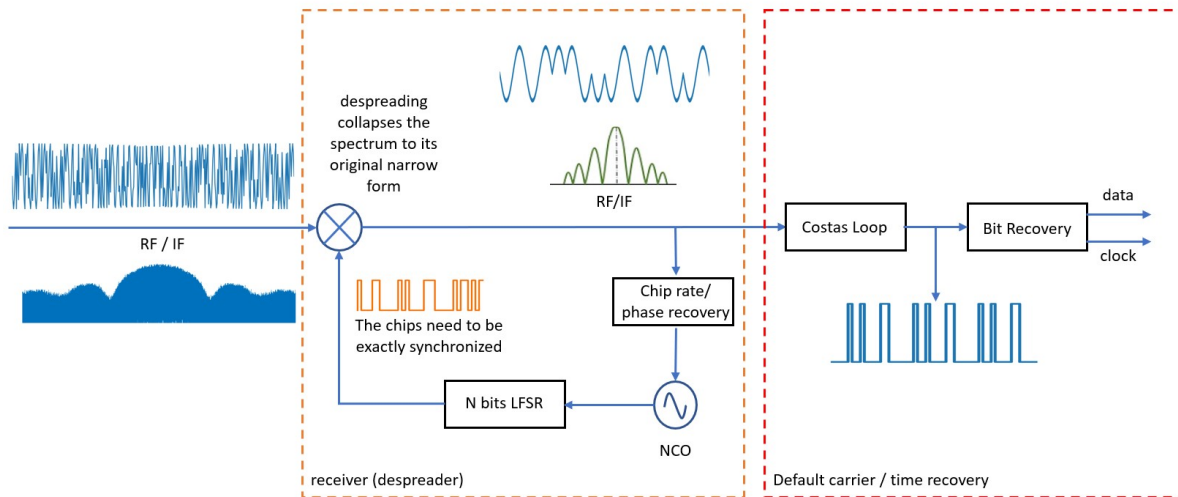 despreading
collapses the
spectrum to its
original narrow
form
RF / IF
RF/IF
The chips need to be
exactly synchronized
Chip rate/
phase recovery
N bits LFSR
NCO
receiver (despreader)
Costas Loop
Bit Recovery
data
clock
Default carrier / time recovery